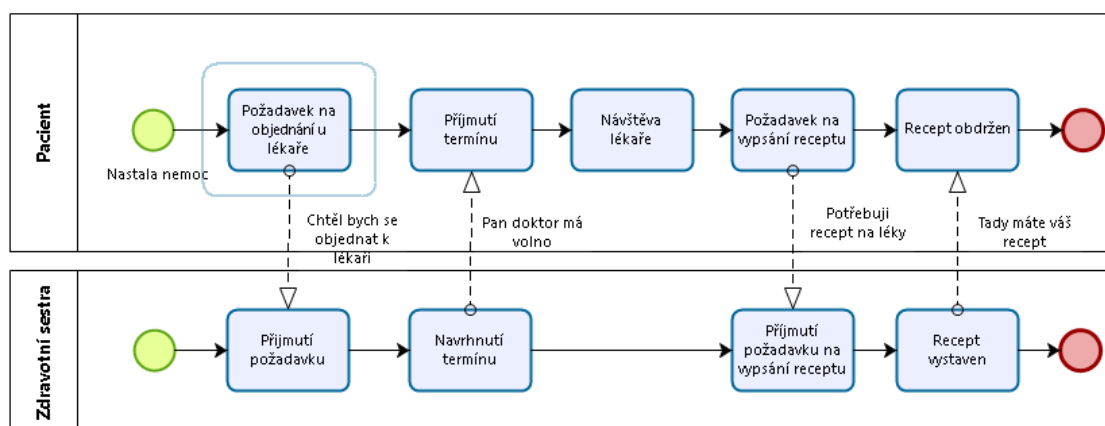 Pacient
Nastala nemoc
Požadavek na
objednání u
lékaře
Příjmutí
termínu
Návštěva
lékaře
Požadavek na
vypsání receptu
Recept obdržen
Chtěl bych se
objednat k
lékaři
Pan doktor má
volno
Potřebuji
recept na léky
Tady máte váš
recept
Zdravotní sestra
Přijmutí
požadavku
Navrhnutí
termínu
Příjmutí
požadavku na
vypsání receptu
Recept
vystaven